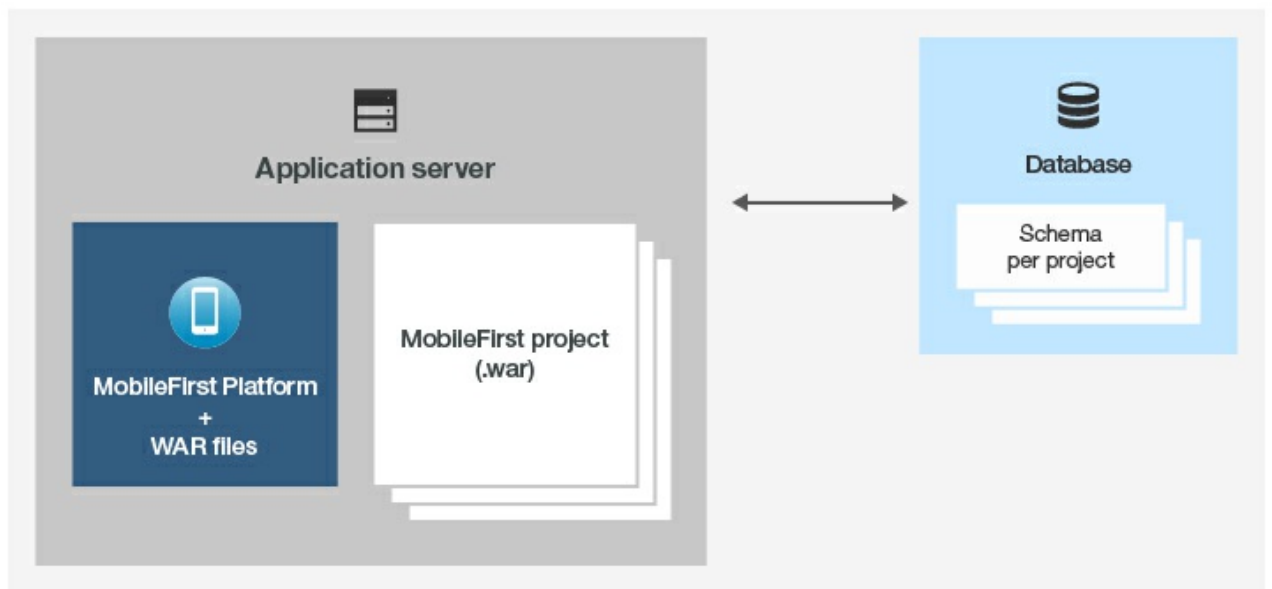 Application server
MobileFirst Platform
+
WAR files
MobileFirst project
(.war)
Database
Schema
per project